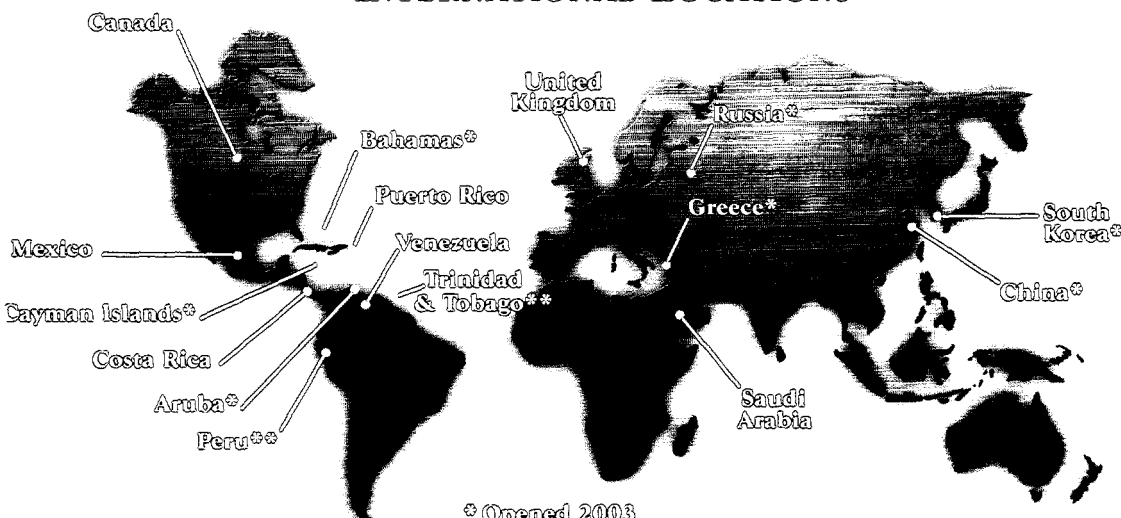 Canada
United
Kingdom
Russia*
Bahamas*
Puerto Rico
Greece*
South
Korea*
Mexico
Venezuela
Trinidad
& Tobago**
China*
Cayman Islands*
Costa Rica
Aruba*
Saudi
Arabia
Peru**
* Opened 2003